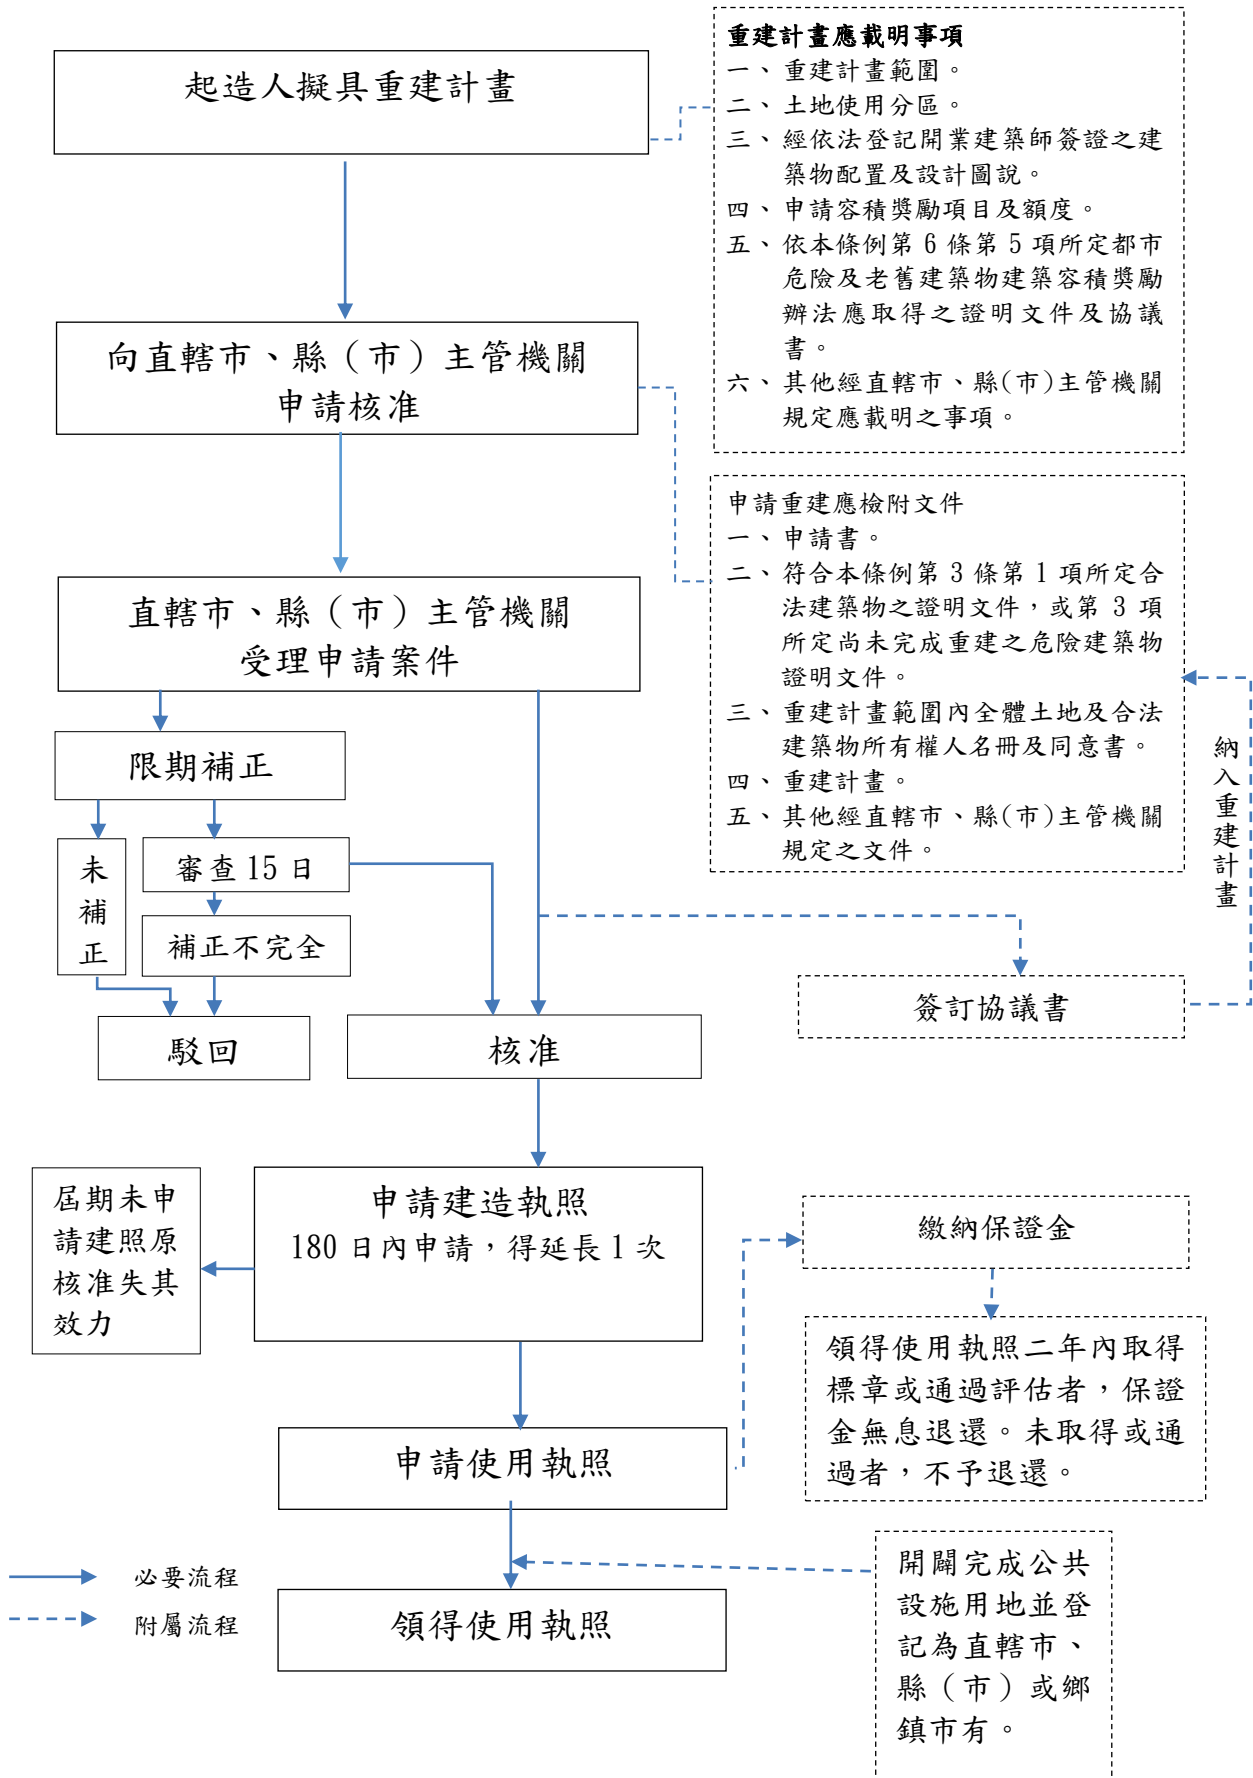 起造人擬具重建計畫
重建計畫應載明事項
一、重建計畫範圍。
二、土地使用分區。
三、經依法登記開業建築師簽證之建
築物配置及設計圖說。
四、申請容積獎勵項目及額度。
五、依本條例第 6 條第 5 項所定都市
危險及老舊建築物建築容積獎勵
辦法應取得之證明文件及協議
書。
六、其他經直轄市、縣(市)主管機關
規定應載明之事項。
向直轄市、縣（市）主管機關
申請核准
申請重建應檢附文件
一、申請書。
二、符合本條例第 3 條第 1 項所定合
法建築物之證明文件，或第 3 項
所定尚未完成重建之危險建築物
證明文件。
三、重建計畫範圍內全體土地及合法
建築物所有權人名冊及同意書。
四、重建計畫。
五、其他經直轄市、縣(市)主管機關
規定之文件。
納入重建計畫
直轄市、縣（市）主管機關
受理申請案件
限期補正
未補正
審查 15 日
補正不完全
駁回
核准
簽訂協議書
申請建造執照
180 日內申請，得延長 1 次
屆期未申
請建照原
核准失其
效力
繳納保證金
領得使用執照二年內取得
標章或通過評估者，保證
金無息退還。未取得或通
過者，不予退還。
申請使用執照
開闢完成公共
設施用地並登
記為直轄市、
縣（市）或鄉
鎮市有。
領得使用執照
必要流程
附屬流程